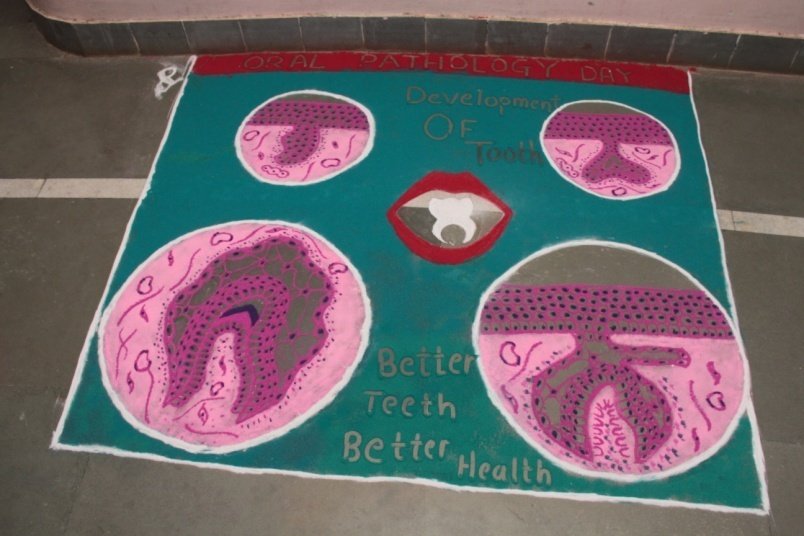 ORAL PATHOLOGY DAY
Development
OF
Tooth
Better
Teeth
Better
Health